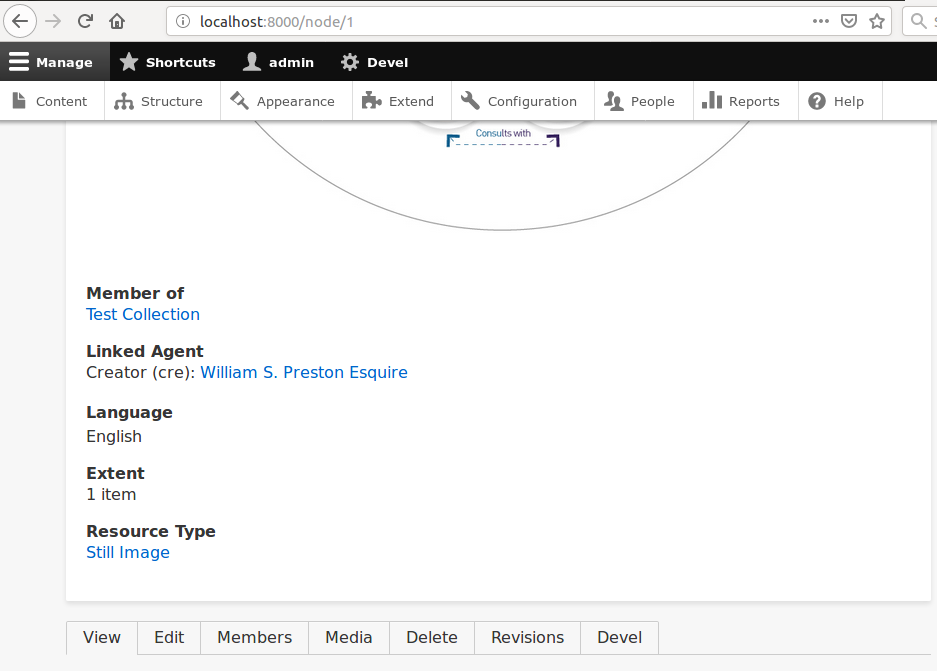 localhost:8000/node/1
Manage Shortcuts admin Devel
Content Structure Appearance Extend Configuration People Reports Help
Consults with
Member of
Test Collection
Linked Agent
Creator (cre): William S. Preston Esquire
Language
English
Extent
1 item
Resource Type
Still Image
View Edit Members Media Delete Revisions Devel